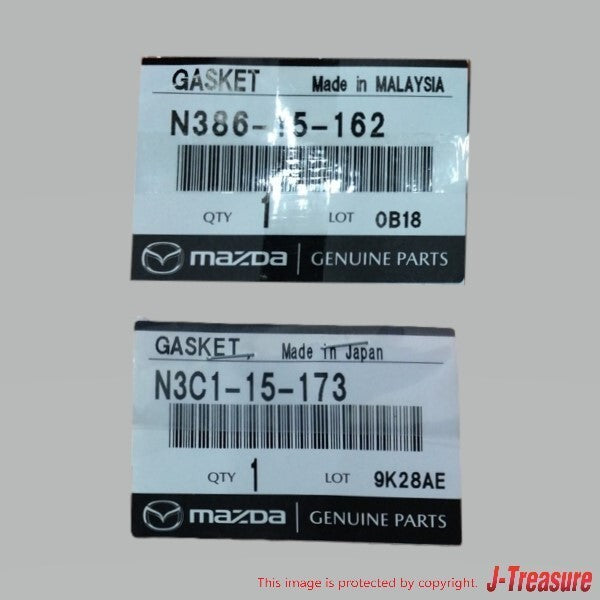 GASKET Made in MALAYSIA
N386-15-162
QTY 1 LOT 0B18
mazda GENUINE PARTS
GASKET, Made in Japan
N3C1-15-173
QTY 1 LOT 9K28AE
mazda GENUINE PARTS
This image is protected by copyright. J-Treasure